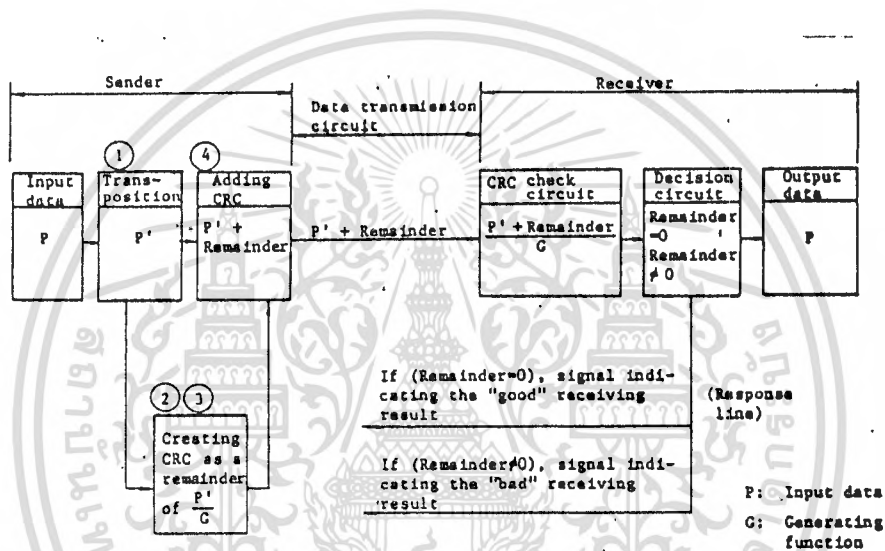 Sender
Receiver
Data transmission
circuit
1
4
Input
data
P
Trans-
position
P'
Adding
CRC
P' +
Remainder
P' + Remainder
CRC check
circuit
P' + Remainder
G
Decision
circuit
Remainder
=0
Remainder
≠ 0
Output
data
P
2 3
Creating
CRC as a
remainder
of P'
G
If (Remainder=0), signal indi-
cating the "good" receiving
result
(Response
line)
If (Remainder≠0), signal indi-
cating the "bad" receiving
result
P: Input data
G: Generating
function